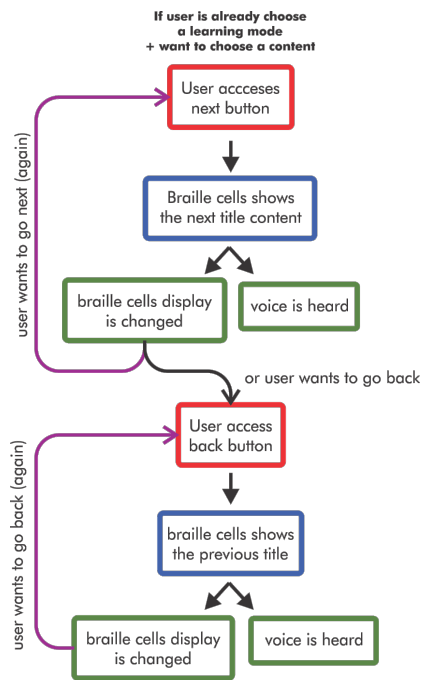 If user is already choose
a learning mode
+ want to choose a content
User accceses
next button
user wants to go next (again)
Braille cells shows
the next title content
braille cells display
is changed
voice is heard
or user wants to go back
User access
back button
user wants to go back (again)
braille cells shows
the previous title
braille cells display
is changed
voice is heard